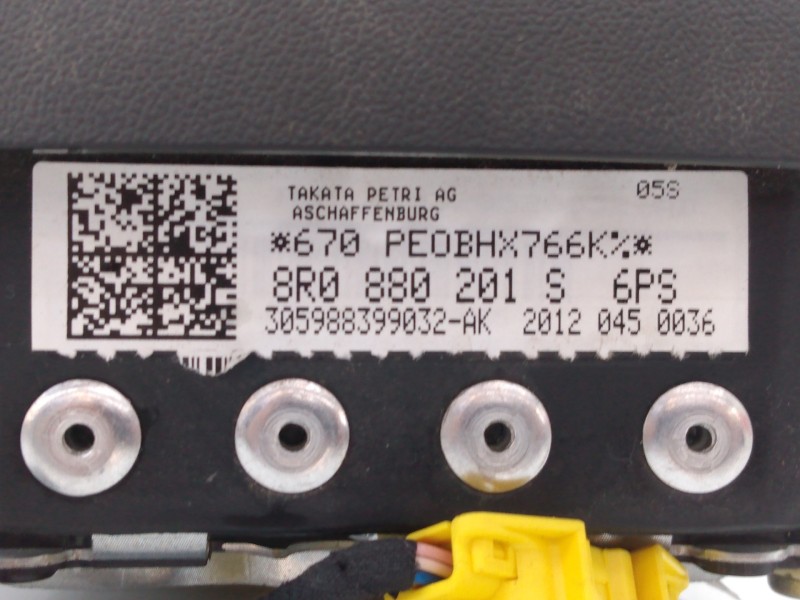 TAKATA PETRI AG 05S
ASCHAFFENBURG
*670 PEOBHX766K%*
8R0 880 201 S 6PS
305988399032-AK 2012 045 0036